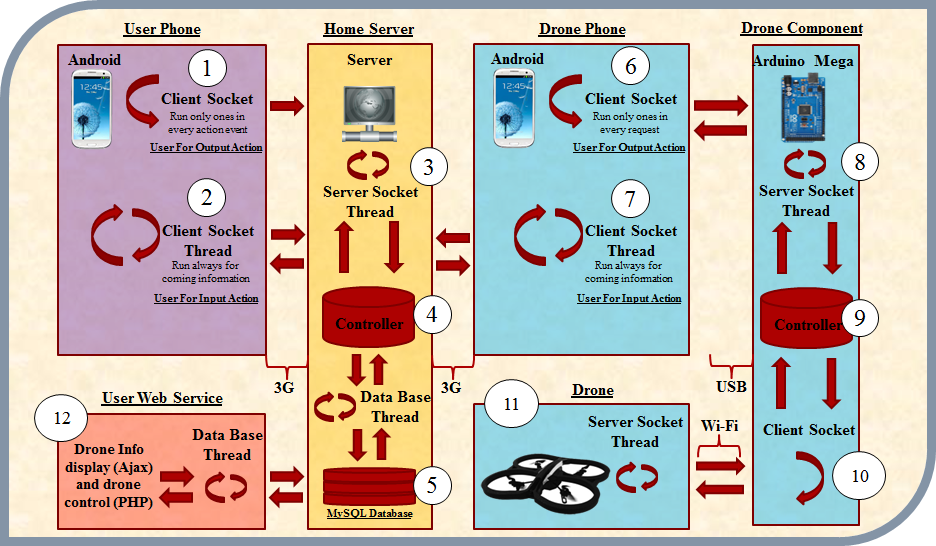 User Phone
Home Server
Drone Phone
Drone Component
Android
1
Client Socket
Run only ones in
every action event
User For Output Action
2
Client Socket
Thread
Run always for
coming information
User For Input Action
Server
3
Server Socket
Thread
4
Controller
Data Base
Thread
5
MySQL Database
Android
6
Client Socket
Run only ones in
every request
User For Output Action
7
Client Socket
Thread
Run always for
coming information
User For Input Action
Arduino Mega
8
Server Socket
Thread
9
Controller
Client Socket
10
3G
3G
USB
User Web Service
12
Drone Info
display (Ajax)
and drone
control (PHP)
Data Base
Thread
Drone
11
Server Socket
Thread
Wi-Fi